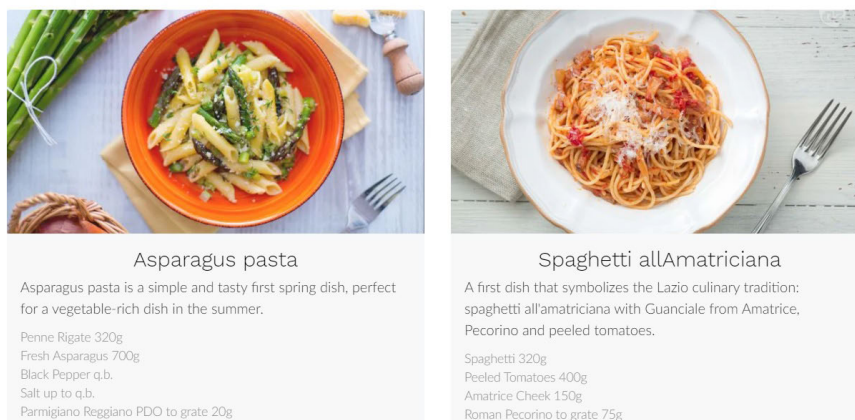 Asparagus pasta
Asparagus pasta is a simple and tasty first spring dish, perfect
for a vegetable-rich dish in the summer.
Penne Rigate 320g
Fresh Asparagus 700g
Black Pepper q.b.
Salt up to q.b.
Parmigiano Reggiano PDO to grate 20g
Spaghetti allAmatriciana
A first dish that symbolizes the Lazio culinary tradition:
spaghetti all'amatriciana with Guanciale from Amatrice,
Pecorino and peeled tomatoes.
Spaghetti 320g
Peeled Tomatoes 400g
Amatrice Cheek 150g
Roman Pecorino to grate 75g